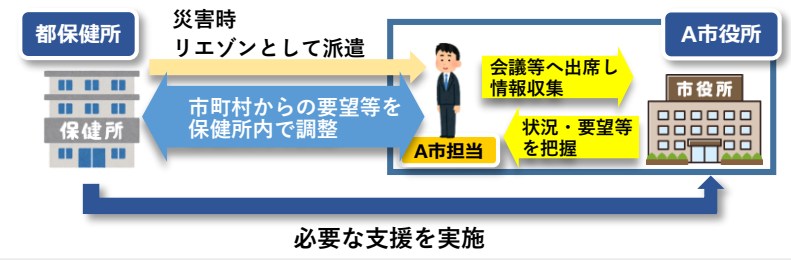 都保健所
災害時
リエゾンとして派遣
A市役所
保健所
市町村からの要望等を
保健所内で調整
A市担当
会議等へ出席し
情報収集
状況・要望等
を把握
市役所
必要な支援を実施